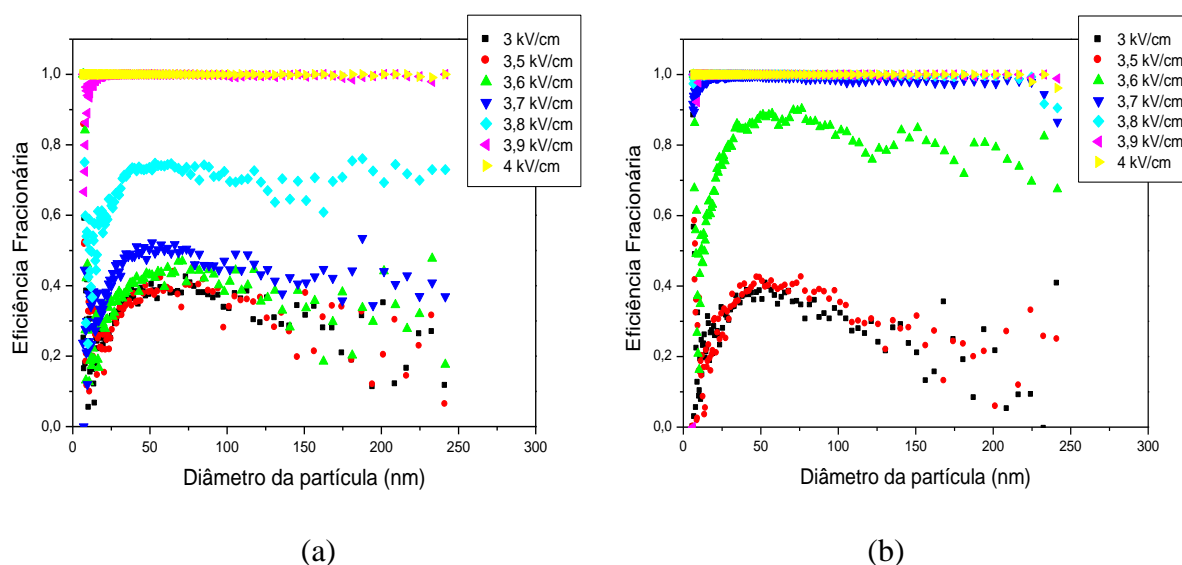 3 kV/cm
3,5 kV/cm
3,6 kV/cm
3,7 kV/cm
3,8 kV/cm
3,9 kV/cm
4 kV/cm
Eficiência Fracionária
1,0
0,8
0,6
0,4
0,2
0,0
0 50 100 150 200 250 300
Diâmetro da partícula (nm)
(a)
3 kV/cm
3,5 kV/cm
3,6 kV/cm
3,7 kV/cm
3,8 kV/cm
3,9 kV/cm
4 kV/cm
Eficiência Fracionária
1,0
0,8
0,6
0,4
0,2
0,0
0 50 100 150 200 250 300
Diâmetro da partícula (nm)
(b)